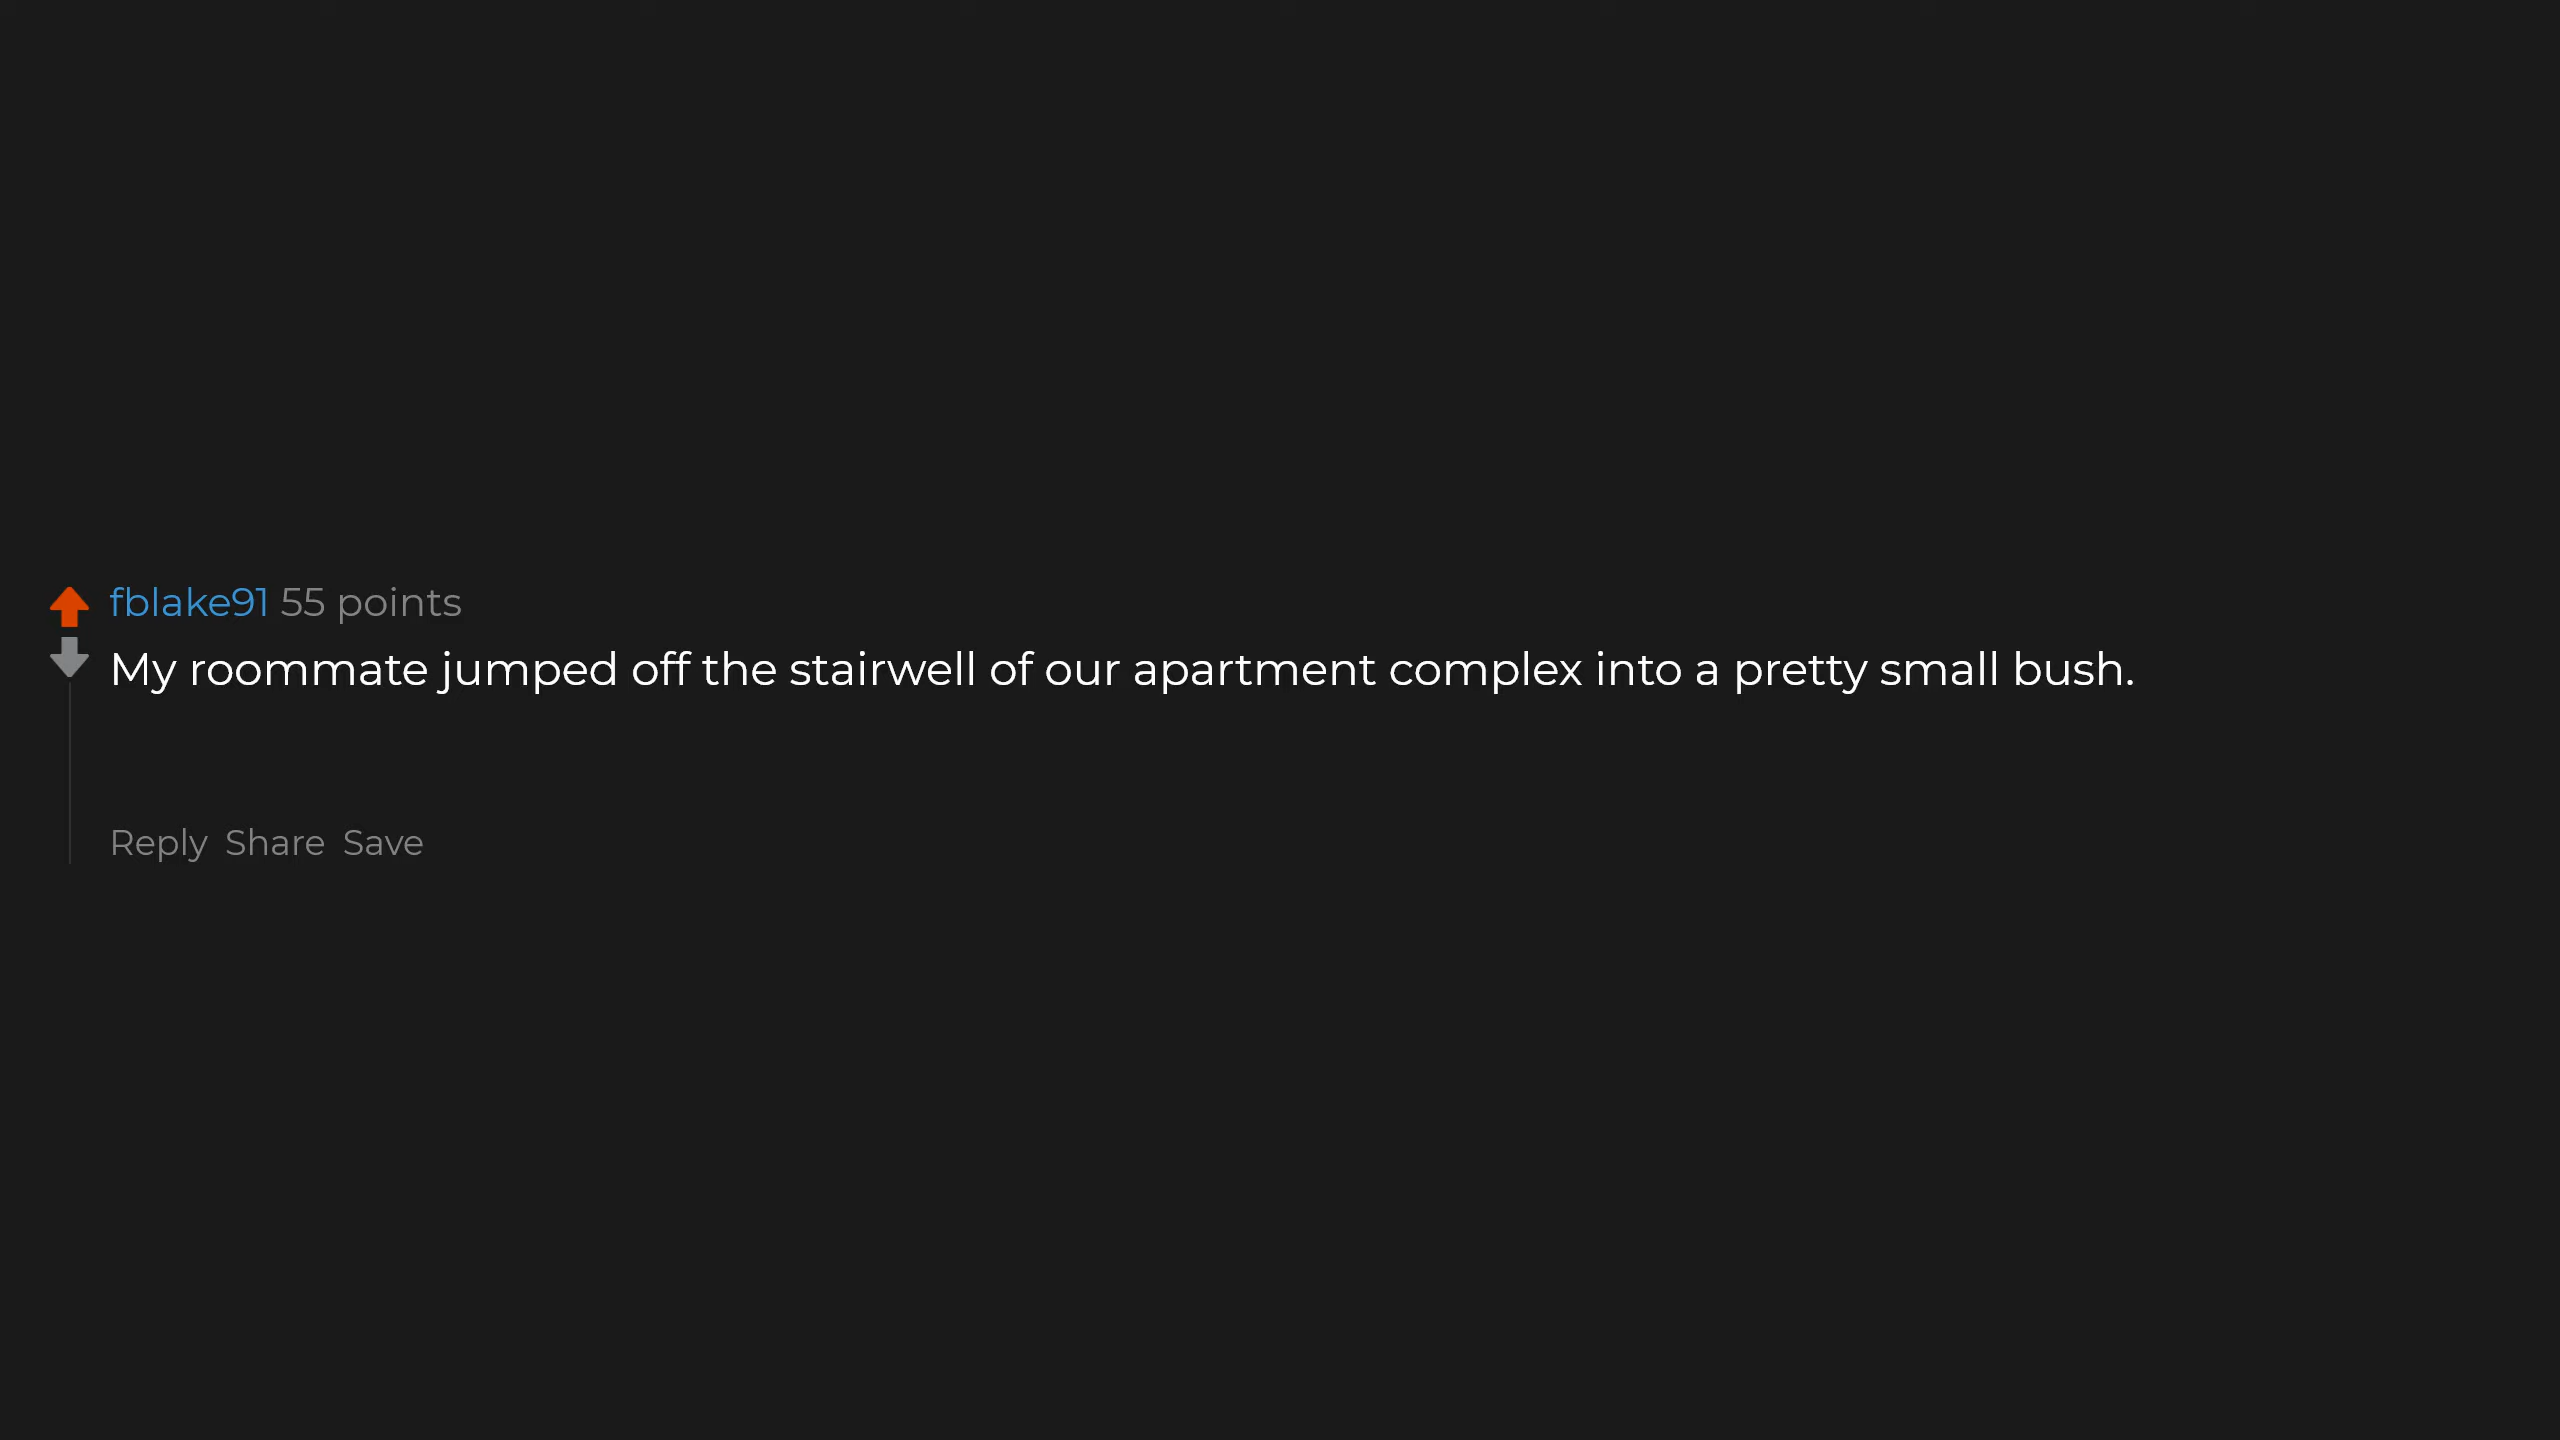 fblake91 55 points
My roommate jumped off the stairwell of our apartment complex into a pretty small bush.
Reply Share Save